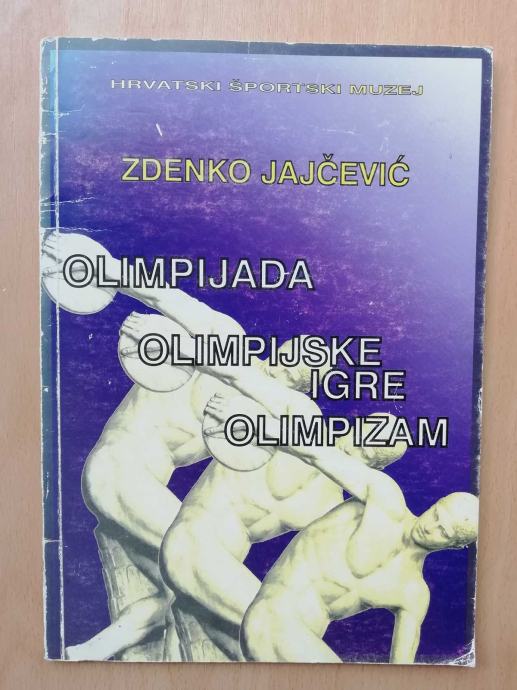 HRVATSKI ŠPORTSKI MUZEJ
ZDENKO JAJČEVIĆ
OLIMPIJADA
OLIMPIJSKE
IGRE
OLIMPIZAM